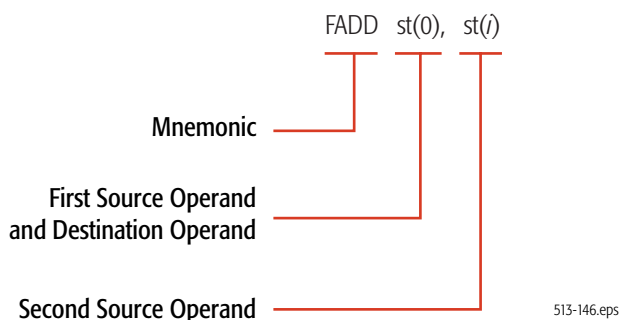 FADD st(0), st(i)
Mnemonic
First Source Operand
and Destination Operand
Second Source Operand
513-146.eps